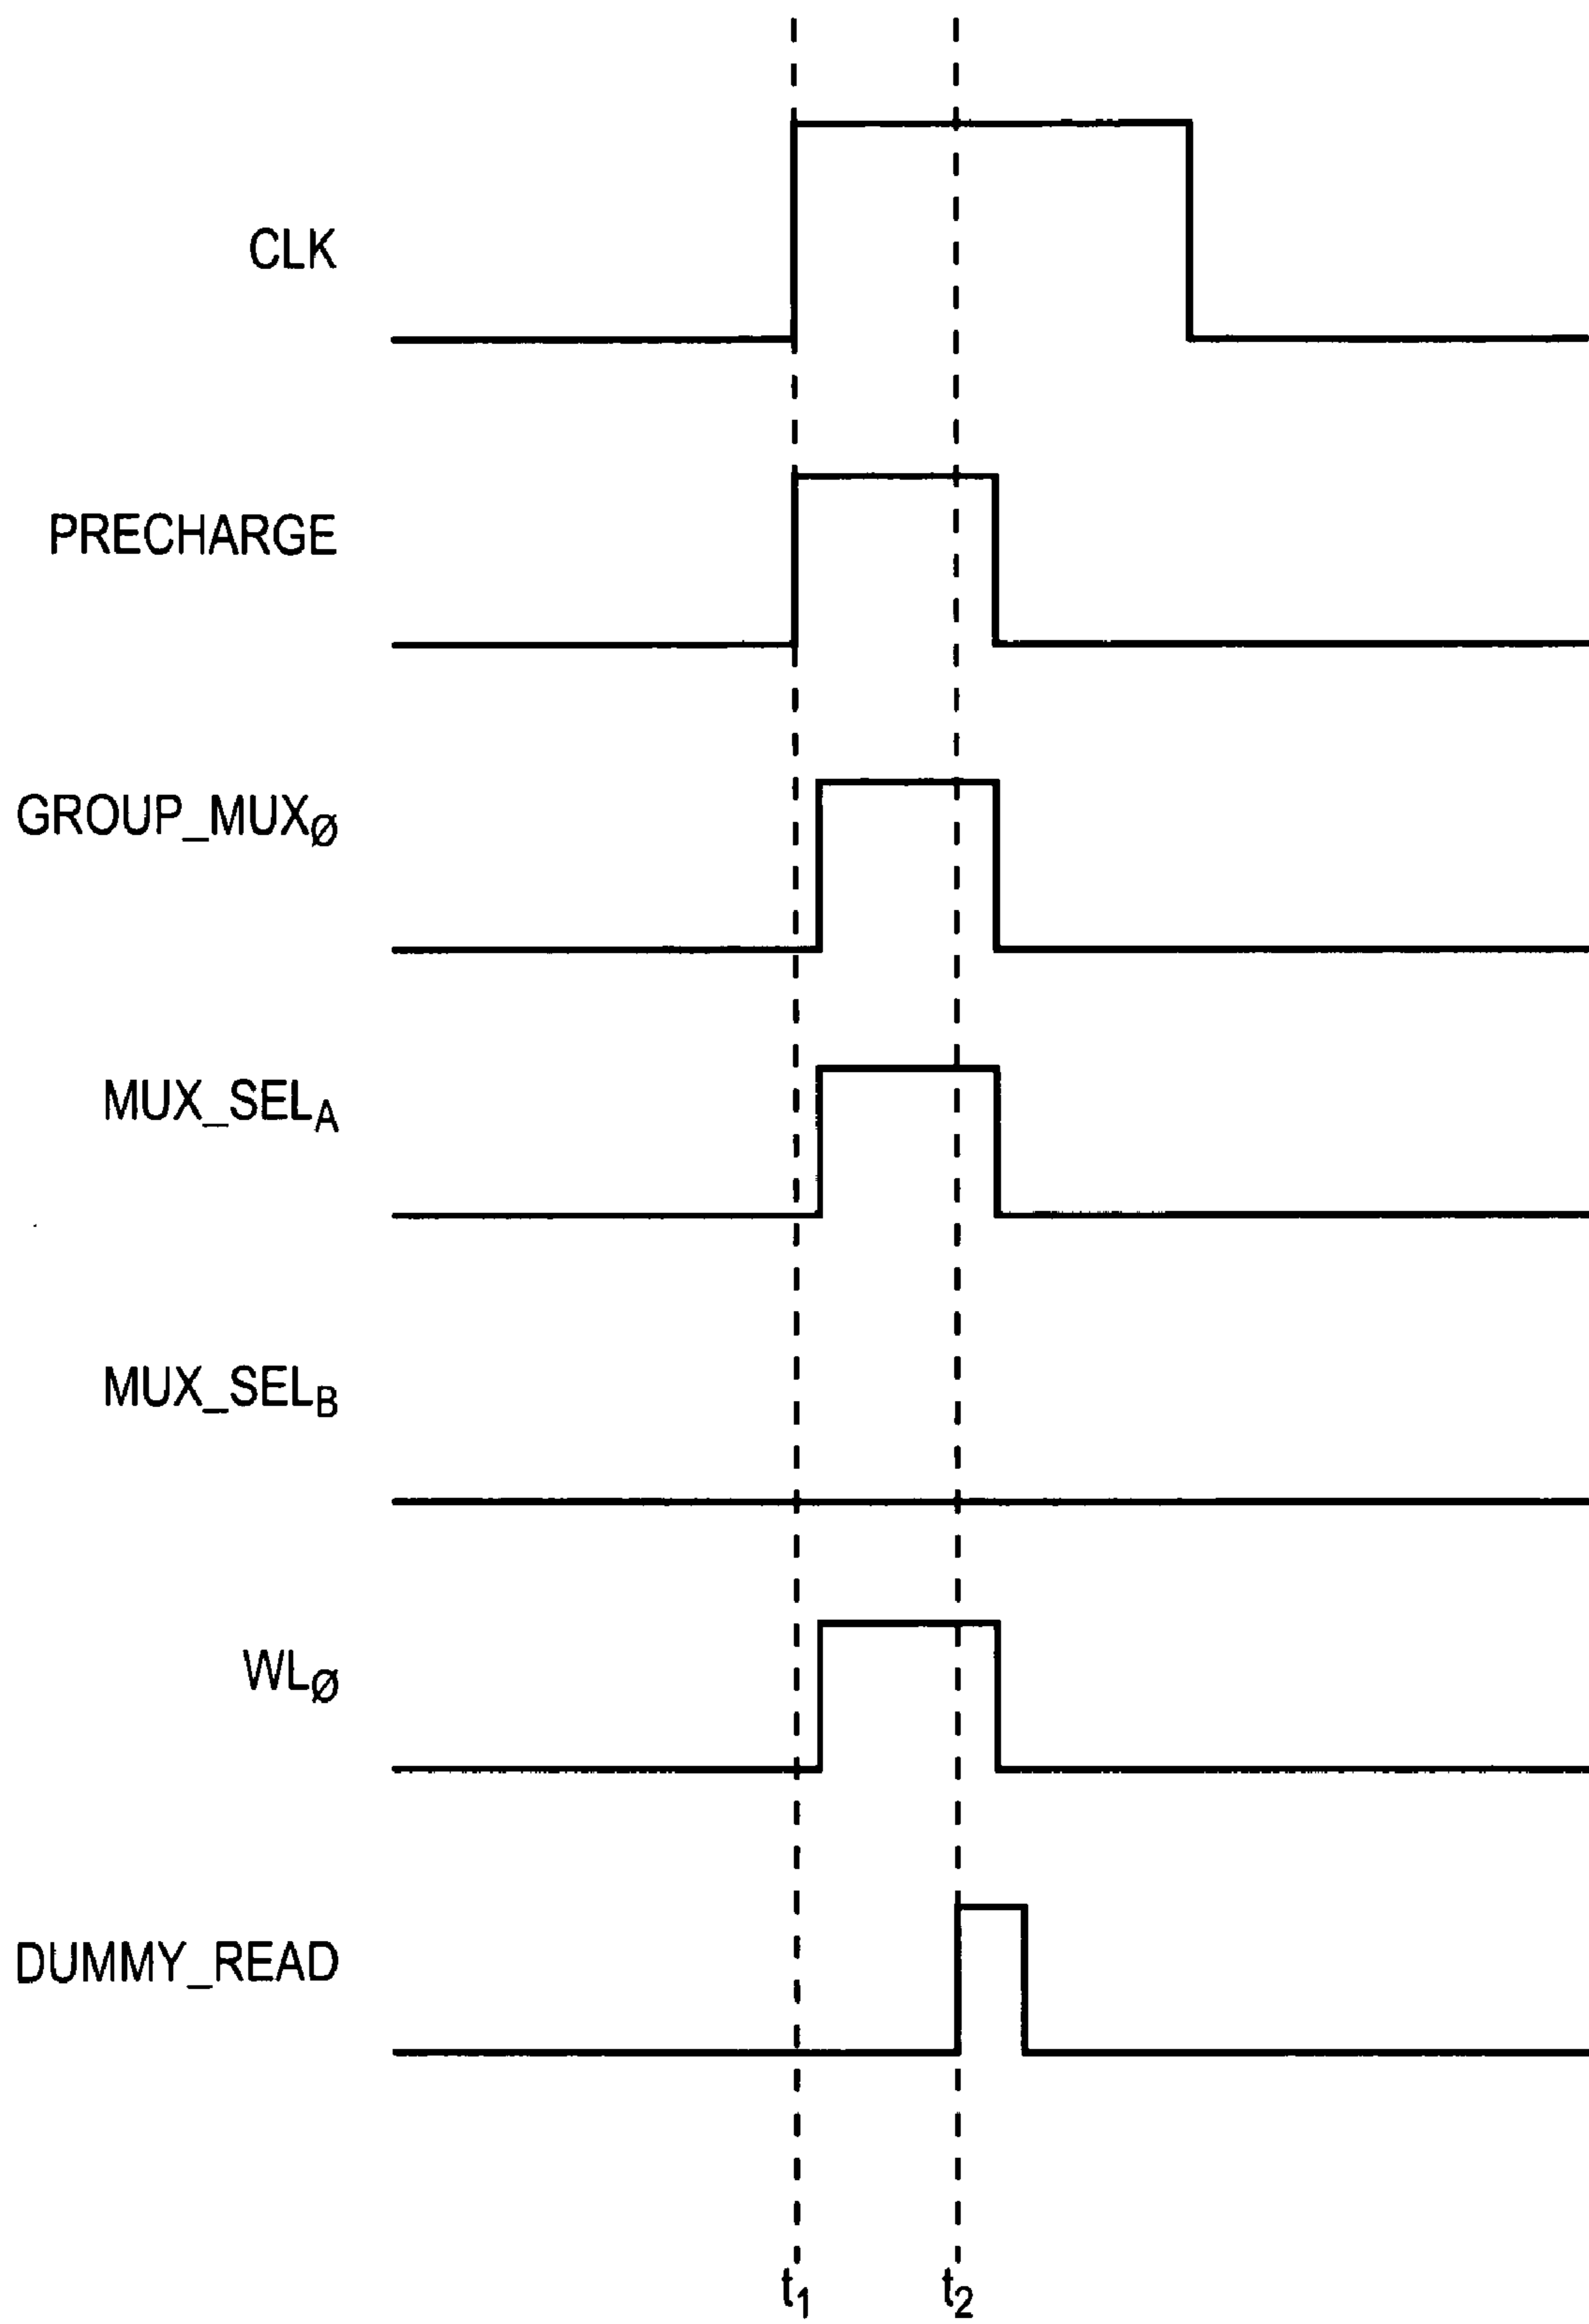 CLK
PRECHARGE
GROUP_MUXØ
MUX_SELA
MUX_SELB
WLØ
DUMMY_READ
t1 t2